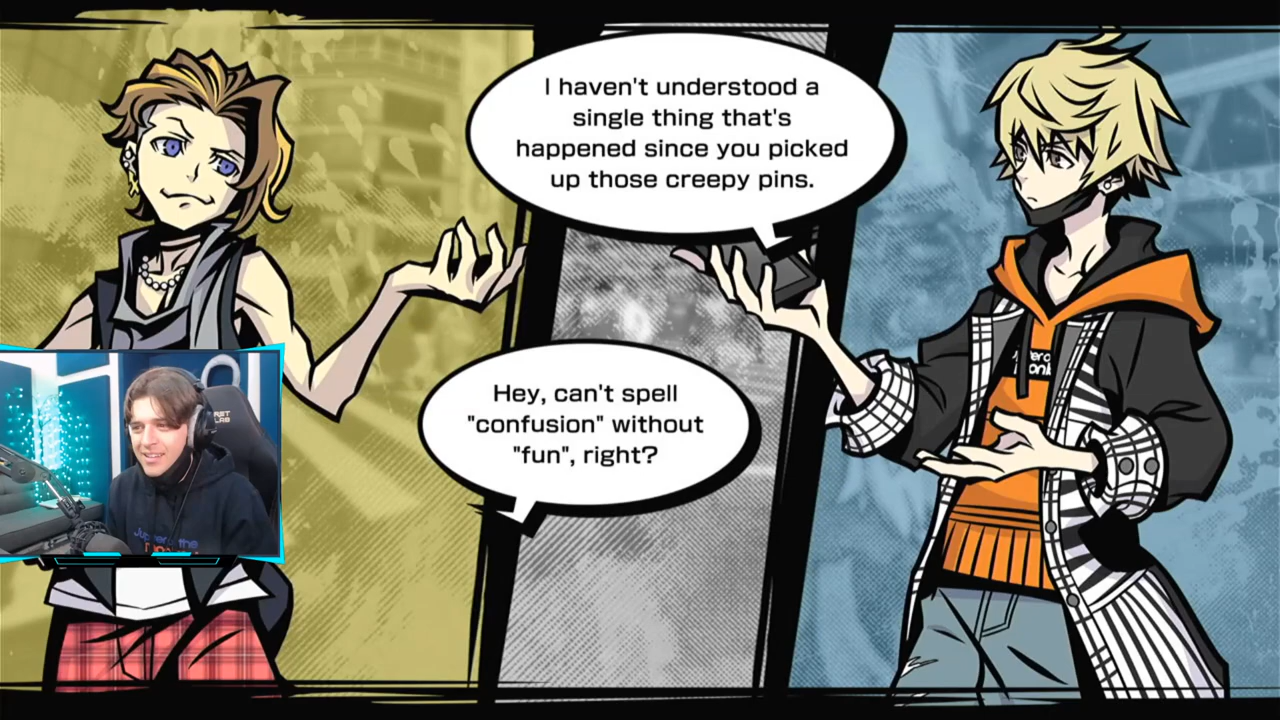 I haven't understood a
single thing that's
happened since you picked
up those creepy pins.
Hey, can't spell
"confusion" without
"fun", right?